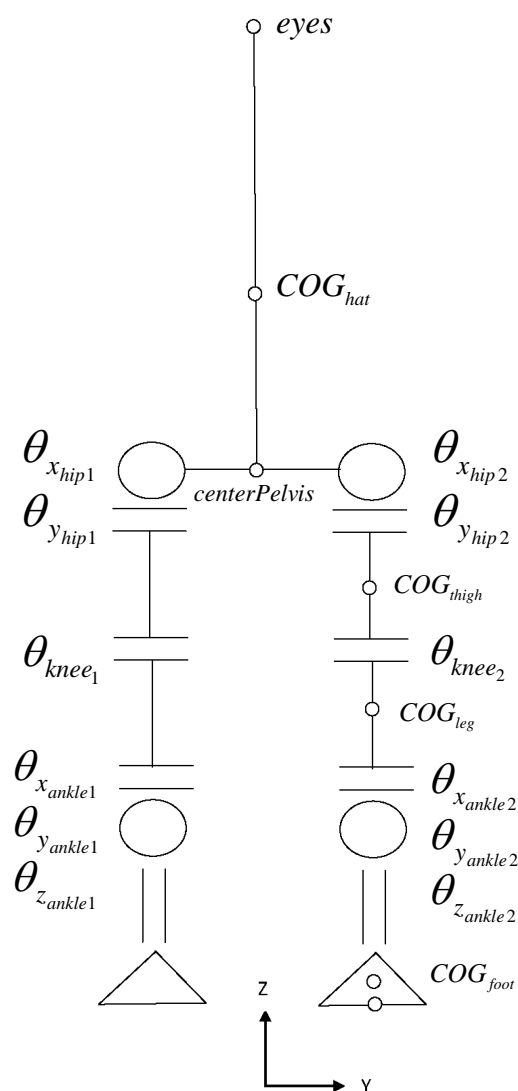 eyes
COG_hat
θ_x_hip1 θ_x_hip2
centerPelvis
θ_y_hip1 θ_y_hip2
COG_thigh
θ_knee_1 θ_knee_2
COG_leg
θ_x_ankle1 θ_x_ankle2
θ_y_ankle1 θ_y_ankle2
θ_z_ankle1 θ_z_ankle2
COG_foot
Z
Y